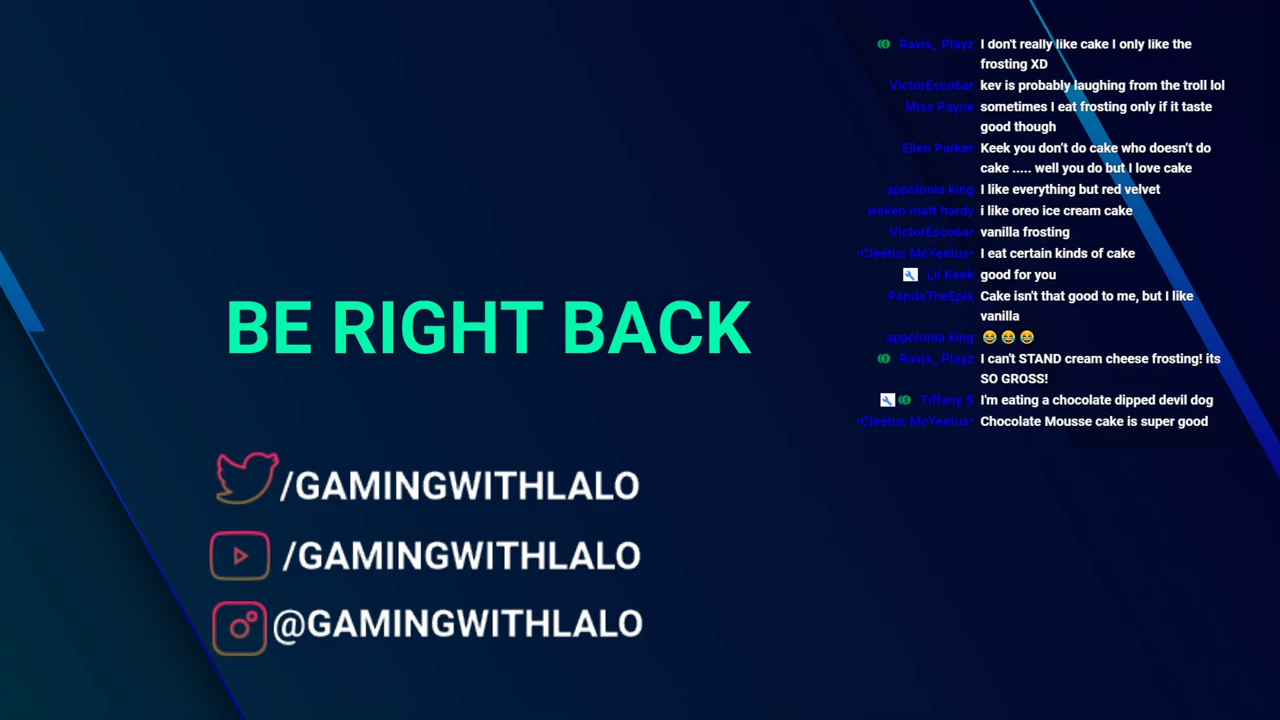 Ravis_ Playz I don't really like cake I only like the
frosting XD
VictorEsco6ar kev is probably laughing from the troll lol
Miss Payne sometimes I eat frosting only if it taste
good though
Ellen Parker Keek you don’t do cake who doesn’t do
cake ..... well you do but I love cake
appolonia king I like everything but red velvet
woken matt hardy i like oreo ice cream cake
VictorEsco6ar vanilla frosting
•Cleetus McYeetus• I eat certain kinds of cake
Lil Keek good for you
PandaTheEpix Cake isn't that good to me, but I like
vanilla
appolonia king 😂 😂 😂
Ravis_ Playz I can't STAND cream cheese frosting! its
SO GROSS!
Tiffany S I'm eating a chocolate dipped devil dog
•Cleetus McYeetus• Chocolate Mousse cake is super good
BE RIGHT BACK
/GAMINGWITHLALO
/GAMINGWITHLALO
@GAMINGWITHLALO